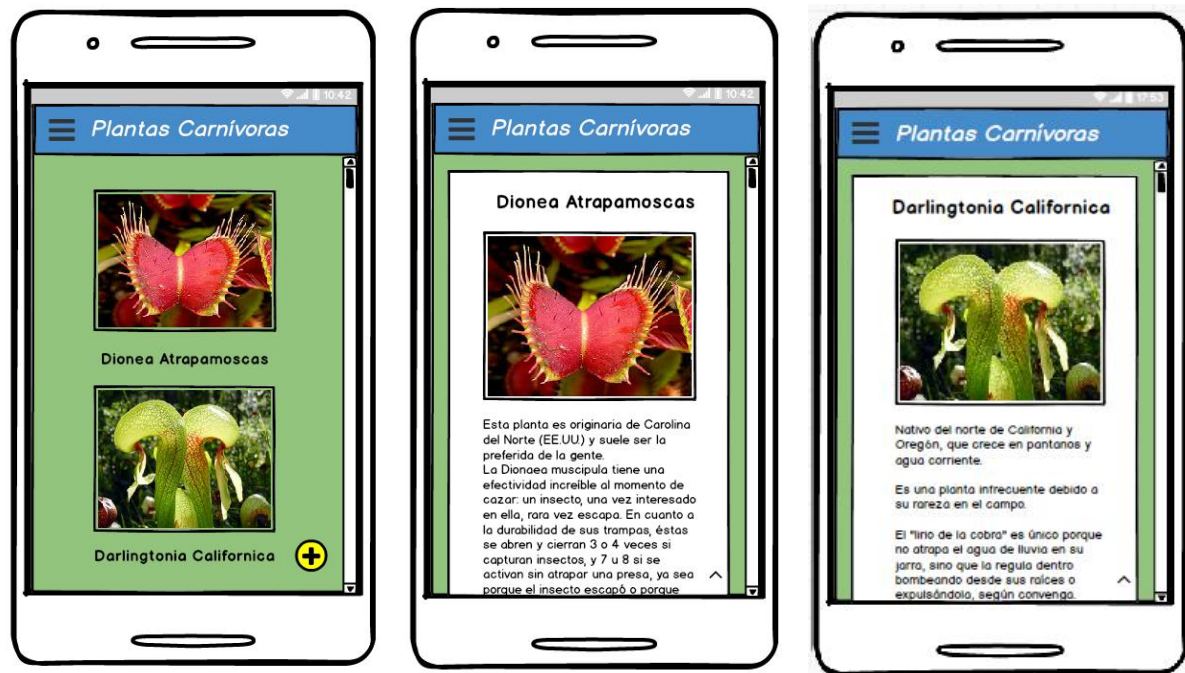 10:42
Plantas Carnívoras
Dionea Atrapamoscas
Darlingtonia Californica
10:42
Plantas Carnívoras
Dionea Atrapamoscas
Esta planta es originaria de Carolina
del Norte (EE.UU.) y suele ser la
preferida de la gente.
La Dionaea muscipula tiene una
efectividad increíble al momento de
cazar: un insecto, una vez interesado
en ella, rara vez escapa. En cuanto a
la durabilidad de sus trampas, éstas
se abren y cierran 3 o 4 veces si
capturan insectos, y 7 u 8 si se
activan sin atrapar una presa, ya sea
porque el insecto escapó o porque
17:53
Plantas Carnívoras
Darlingtonia Californica
Nativo del norte de California y
Oregón, que crece en pantanos y
agua corriente.
Es una planta infrecuente debido a
su rareza en el campo.
El "lirio de la cobra" es único porque
no atrapa el agua de lluvia en su
jarra, sino que la regula dentro
bombeando desde sus raíces o
expulsándola, según convenga.